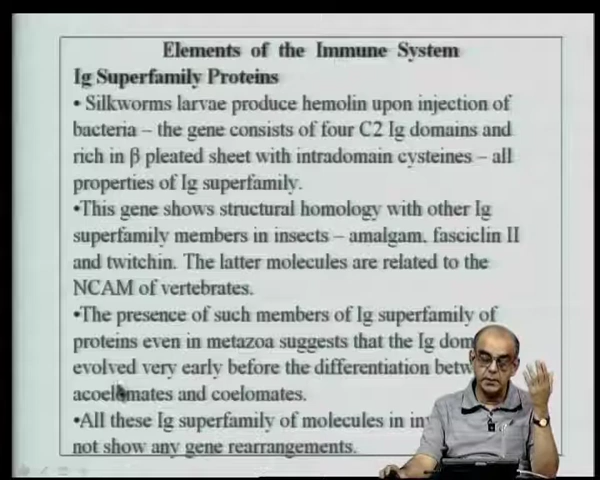 Elements of the Immune System
Ig Superfamily Proteins
• Silkworms larvae produce hemolin upon injection of
bacteria – the gene consists of four C2 Ig domains and
rich in β pleated sheet with intradomain cysteines – all
properties of Ig superfamily.
•This gene shows structural homology with other Ig
superfamily members in insects – amalgam, fasciclin II
and twitchin. The latter molecules are related to the
NCAM of vertebrates.
•The presence of such members of Ig superfamily of
proteins even in metazoa suggests that the Ig
evolved very early before the differentiation
acoelomates and coelomates.
•All these Ig superfamily of molecules in
not show any gene rearrangements.